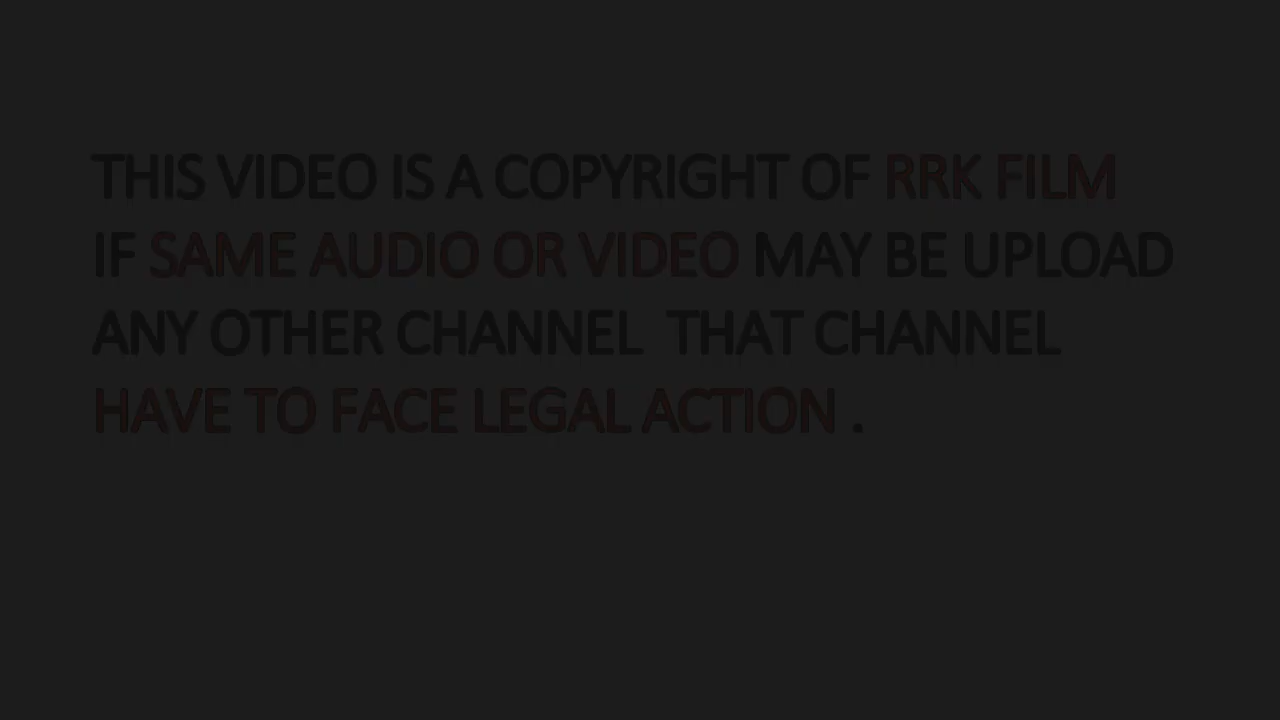 THIS VIDEO IS A COPYRIGHT OF RRK FILM
IF SAME AUDIO OR VIDEO MAY BE UPLOAD
ANY OTHER CHANNEL  THAT CHANNEL
HAVE TO FACE LEGAL ACTION .